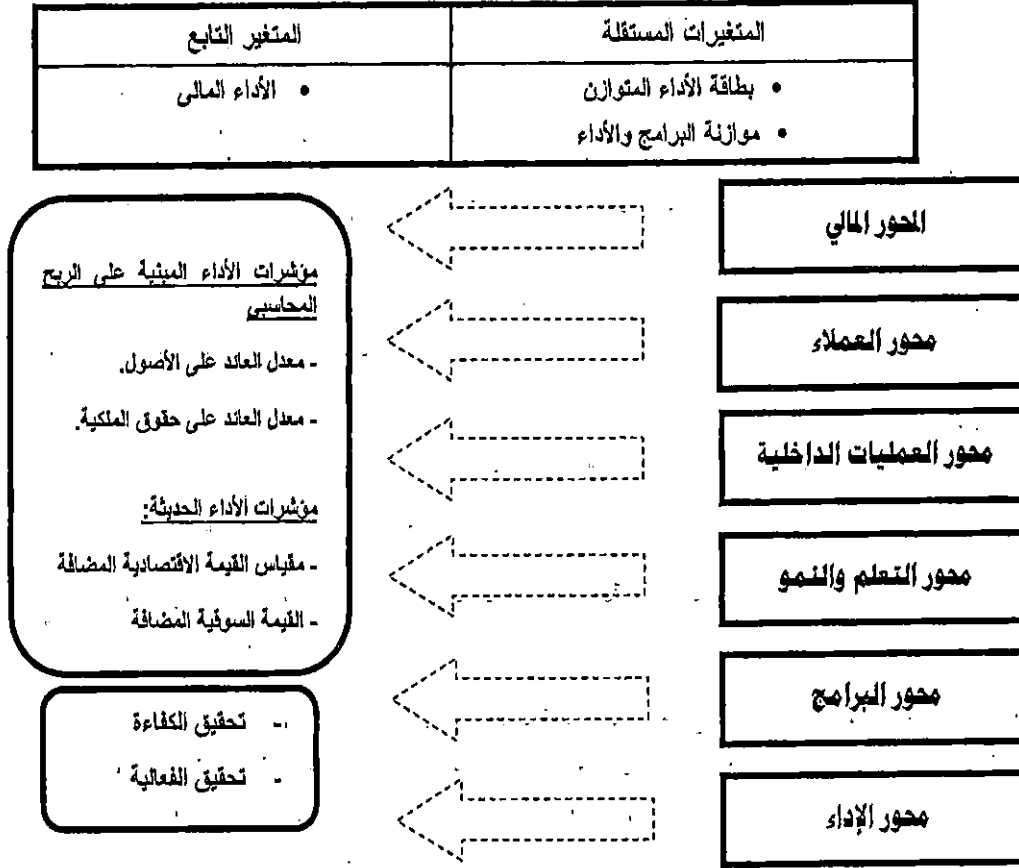 المتغيرات المستقلة
المتغير التابع
• بطاقة الأداء المتوازن
• موازنة البرامج والأداء
• الأداء المالى
المحور المالي
محور العملاء
محور العمليات الداخلية
محور التعلم والنمو
محور البرامج
محور الإداء
مؤشرات الأداء المبنية على الربح
المحاسبى
- معدل العائد على الأصول.
- معدل العائد على حقوق الملكية.
مؤشرات الأداء الحديثة:
- مقياس القيمة الاقتصادية المضافة
- القيمة السوقية المضافة
- تحقيق الكفاءة
- تحقيق الفعالية